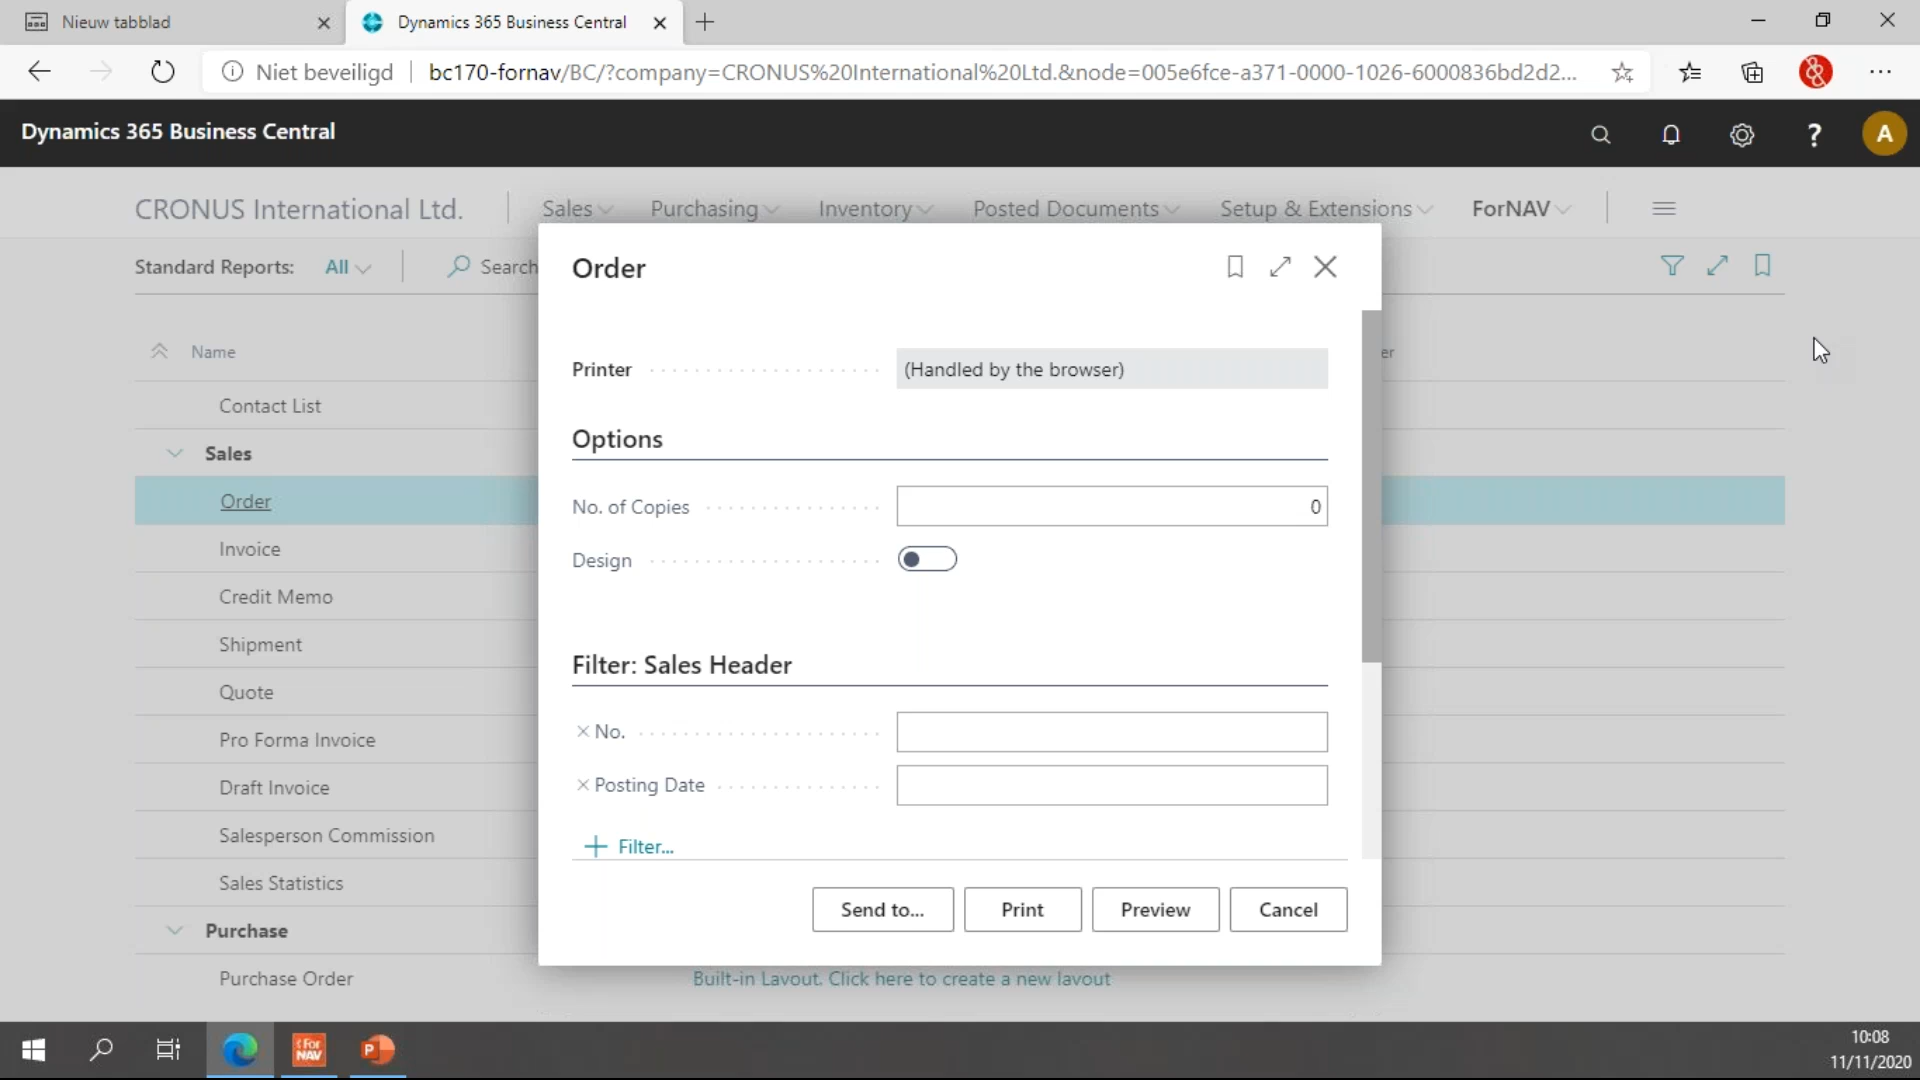 Nieuw tabblad
Dynamics 365 Business Central
Niet beveiligd
bc170-fornav/BC/?company=CRONUS%20International%20Ltd.&node=005e6fce-a371-0000-1026-6000836bd2d2...
Dynamics 365 Business Central
A
CRONUS International Ltd.
Sales
Purchasing
Inventory
Posted Documents
Setup & Extensions
ForNAV
Standard Reports:
All
Search
Order
Name
er
Printer
(Handled by the browser)
Contact List
Options
Sales
Order
No. of Copies
0
Invoice
Design
Credit Memo
Shipment
Filter: Sales Header
Quote
No.
Pro Forma Invoice
Posting Date
Draft Invoice
Filter...
Salesperson Commission
Sales Statistics
Send to...
Print
Preview
Cancel
Purchase
Purchase Order
Built-in Layout. Click here to create a new layout
For
NAV
P
10:08
11/11/2020